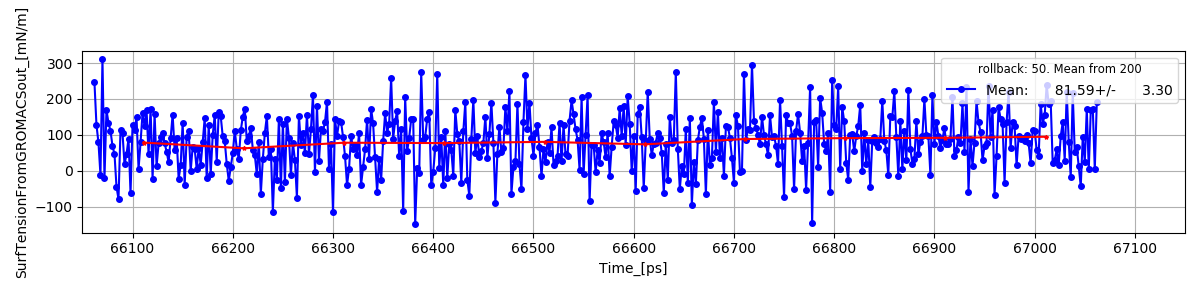 SurfTensionFromGROMACSout_[mN/m]
300
200
100
0
−100
rollback: 50. Mean from 200
Mean: 81.59+/- 3.30
66100 66200 66300 66400 66500 66600 66700 66800 66900 67000 67100
Time_[ps]